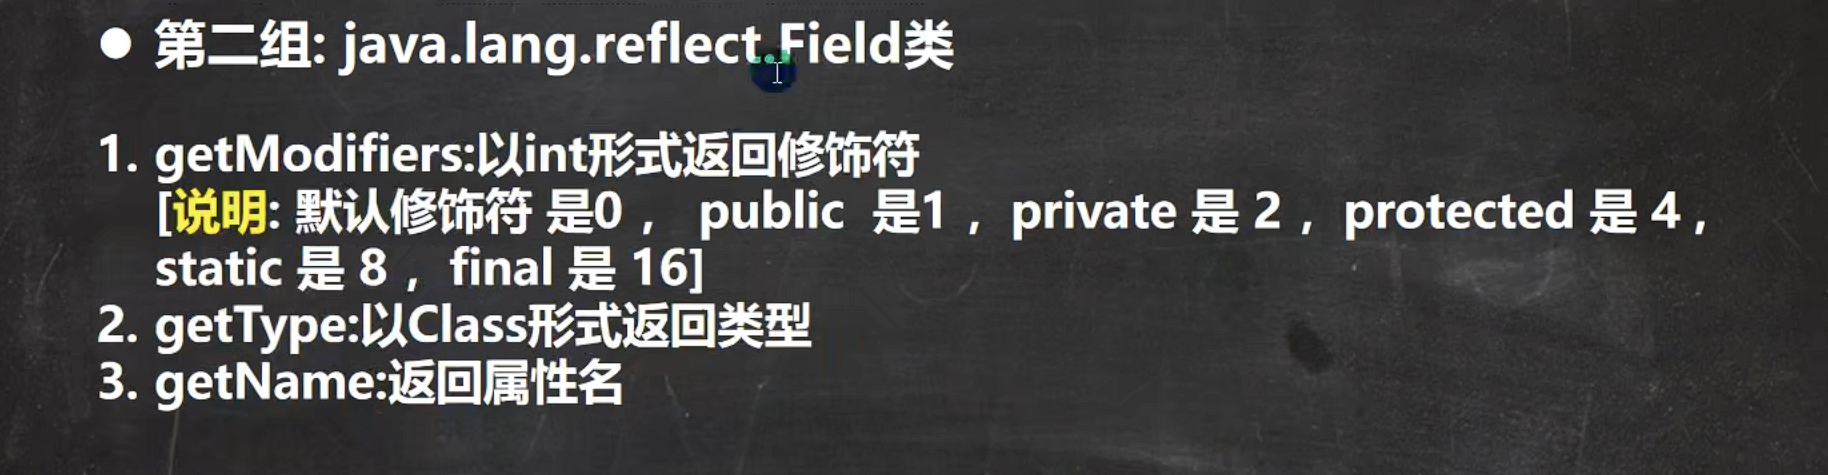 ● 第二组: java.lang.reflect.Field类
1. getModifiers:以int形式返回修饰符
[说明: 默认修饰符 是0 ， public 是1 ，private 是 2 ，protected 是 4 ，
static 是 8 ，final 是 16]
2. getType:以Class形式返回类型
3. getName:返回属性名